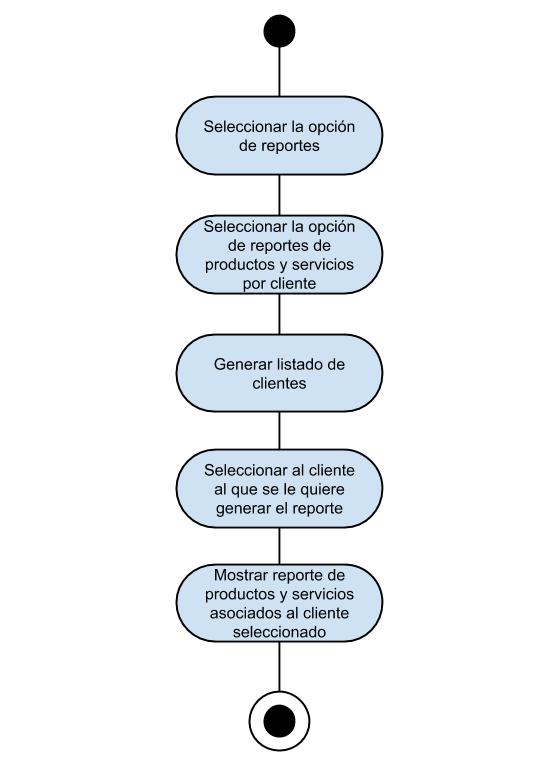 Seleccionar la opción
de reportes
Seleccionar la opción
de reportes de
productos y servicios
por cliente
Generar listado de
clientes
Seleccionar al cliente
al que se le quiere
generar el reporte
Mostrar reporte de
productos y servicios
asociados al cliente
seleccionado